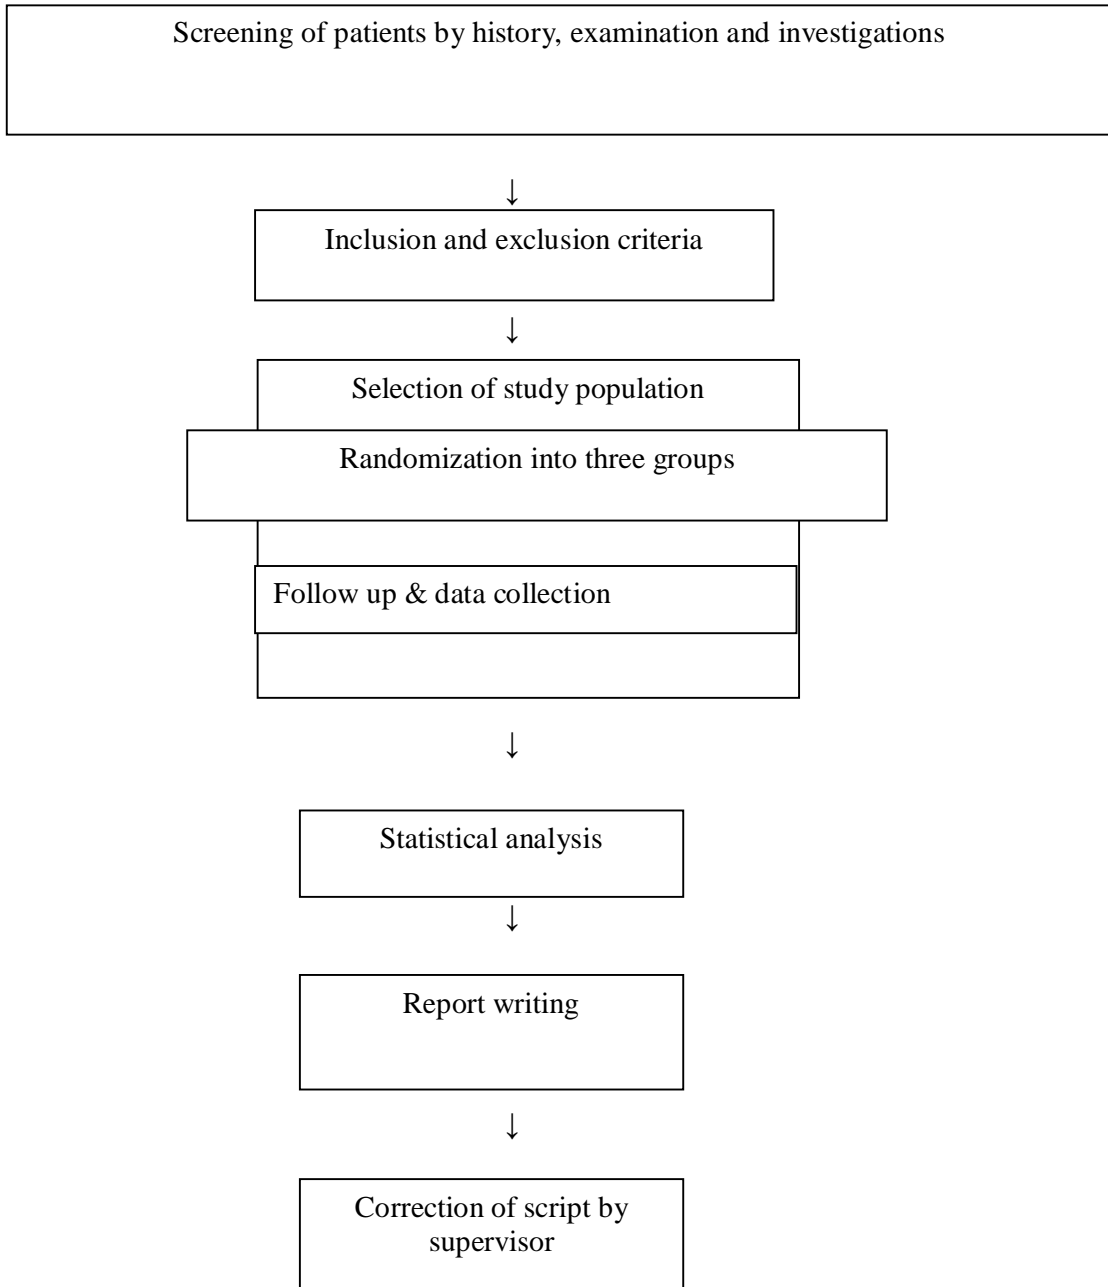 Screening of patients by history, examination and investigations
↓
Inclusion and exclusion criteria
↓
Selection of study population
Randomization into three groups
Follow up & data collection
↓
Statistical analysis
↓
Report writing
↓
Correction of script by
supervisor